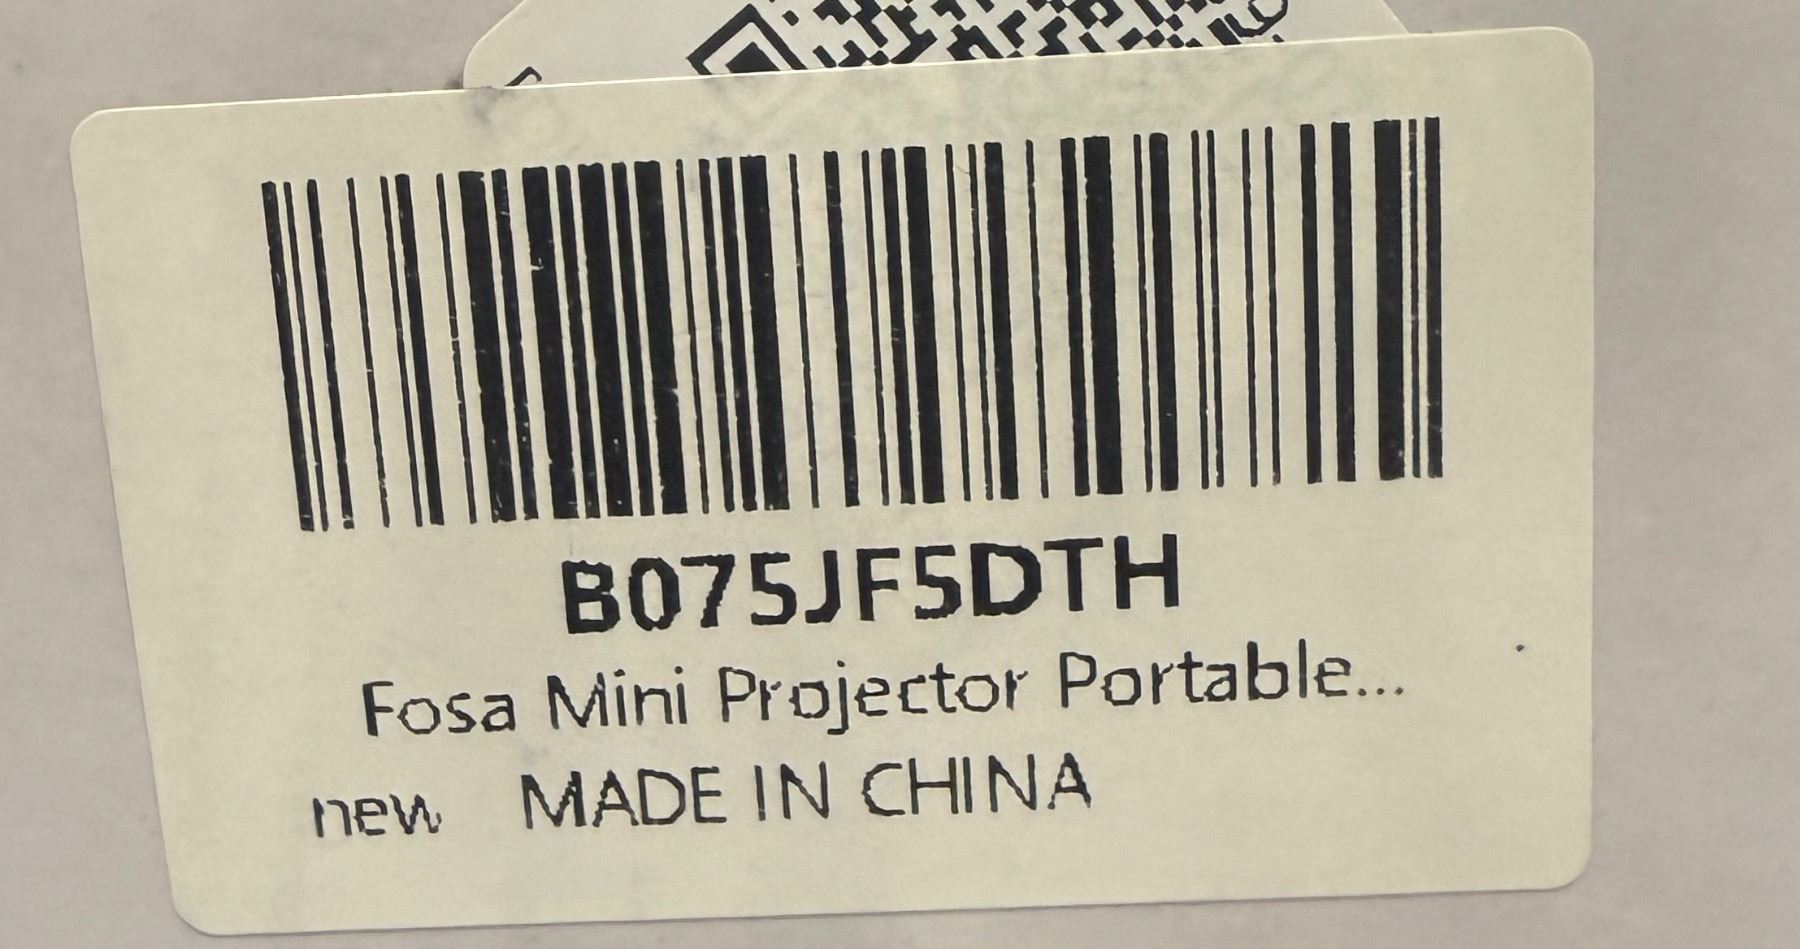 B075JF5DTH
Fosa Mini Projector Portable...
new MADE IN CHINA